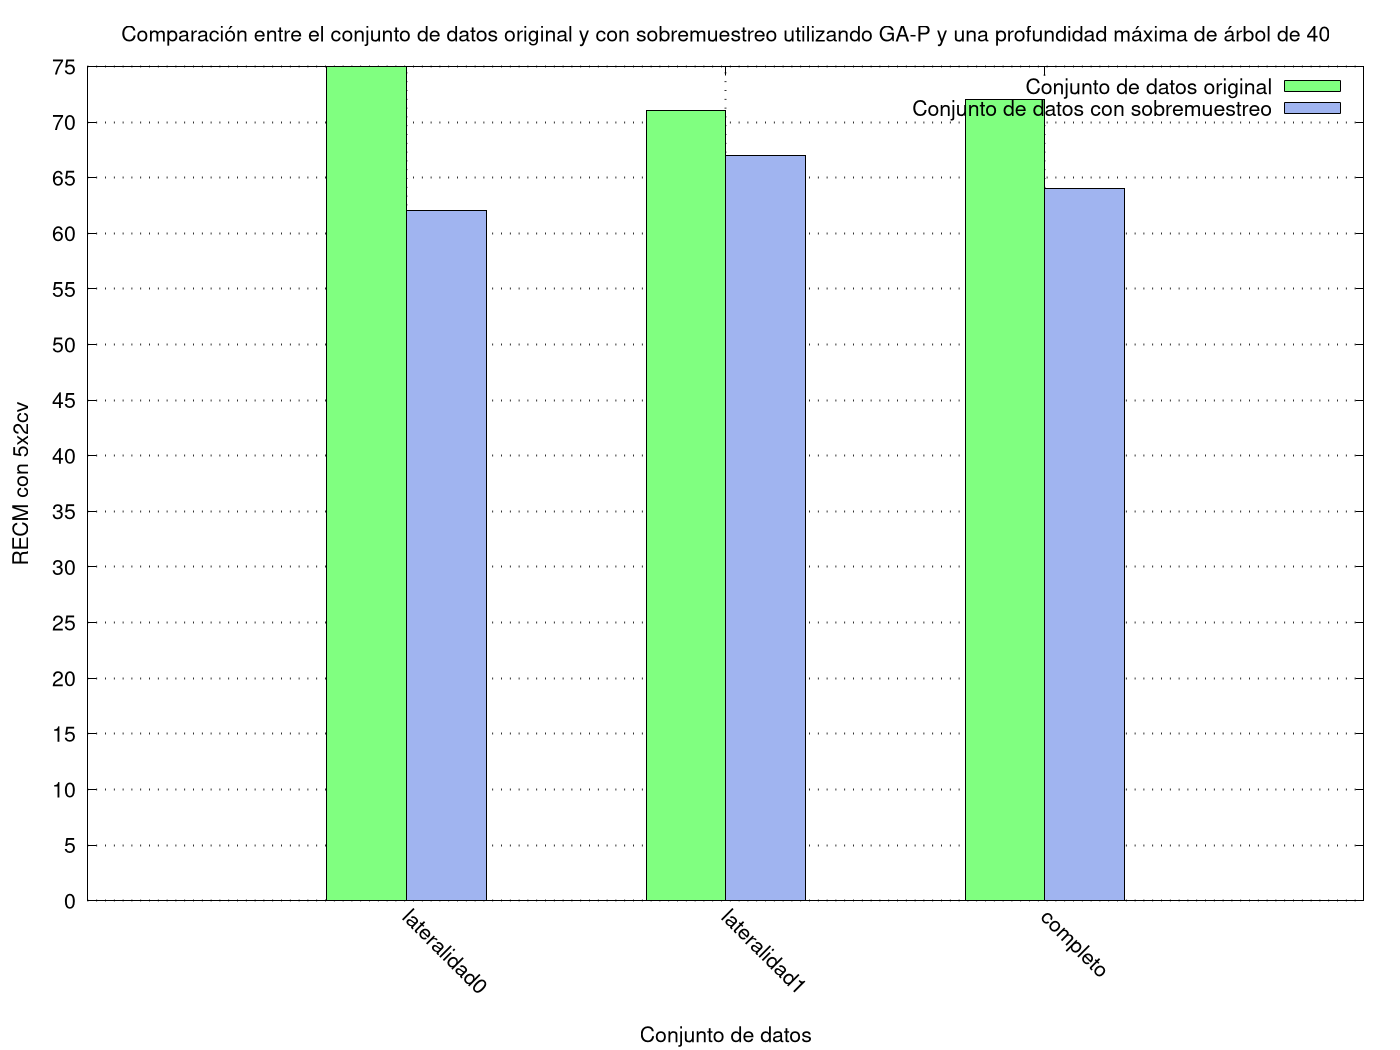 Comparación entre el conjunto de datos original y con sobremuestreo utilizando GA-P y una profundidad máxima de árbol de 40
Conjunto de datos original
Conjunto de datos con sobremuestreo
75
70
65
60
55
50
45
40
35
30
25
20
15
10
5
0
RECM con 5x2cv
lateralidad0
lateralidad1
completo
Conjunto de datos